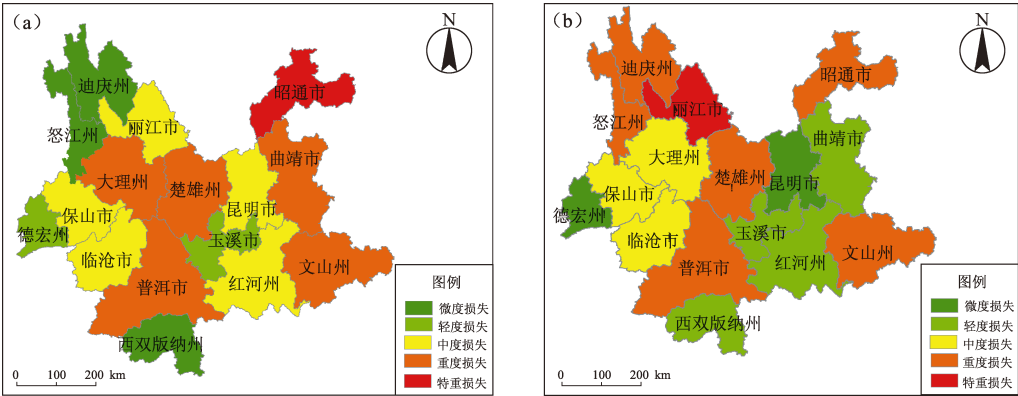 (a)
N
迪庆州
昭通市
丽江市
怒江州
曲靖市
大理州
楚雄州
保山市
昆明市
德宏州
玉溪市
临沧市
文山州
红河州
普洱市
西双版纳州
图例
微度损失
轻度损失
中度损失
重度损失
特重损失
0 100 200 km
(b)
N
迪庆州
昭通市
丽江市
怒江州
曲靖市
大理州
楚雄州
昆明市
保山市
德宏州
玉溪市
临沧市
文山州
红河州
普洱市
西双版纳州
图例
微度损失
轻度损失
中度损失
重度损失
特重损失
0 100 200 km